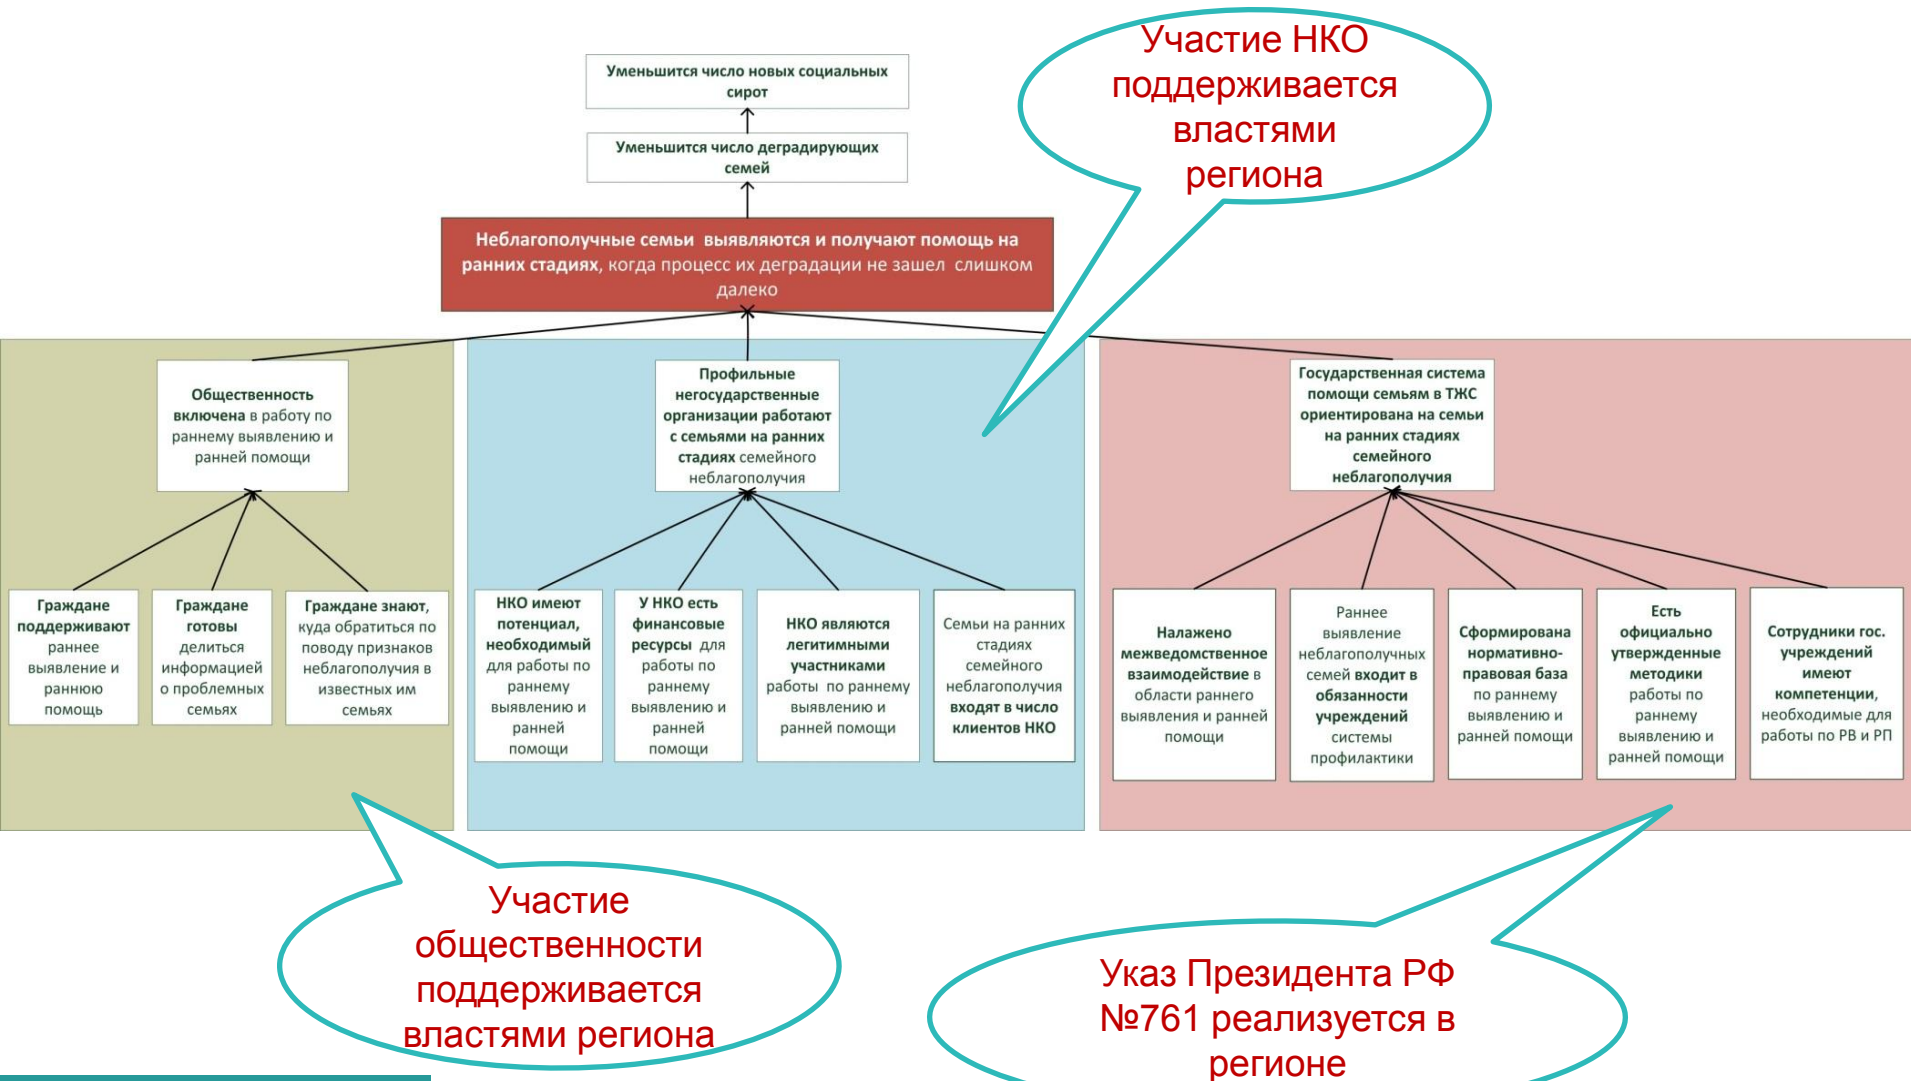 Участие НКО
поддерживается
властями
региона
Уменьшится число новых социальных
сирот
Уменьшится число деградирующих
семей
Неблагополучные семьи выявляются и получают помощь на
ранних стадиях, когда процесс их деградации не зашел слишком
далеко
Общественность
включена в работу по
раннему выявлению и
ранней помощи
Профильные
негосударственные
организации работают
с семьями на ранних
стадиях семейного
неблагополучия
Государственная система
помощи семьям в ТЖС
ориентирована на семьи
на ранних стадиях
семейного
неблагополучия
Граждане
поддерживают
раннее
выявление и
раннюю
помощь
Граждане
готовы
делиться
информацией
о проблемных
семьях
Граждане знают,
куда обратиться по
поводу признаков
неблагополучия в
известных им
семьях
НКО имеют
потенциал,
необходимый
для работы по
раннему
выявлению и
ранней
помощи
У НКО есть
финансовые
ресурсы для
работы по
раннему
выявлению и
ранней
помощи
НКО являются
легитимными
участниками
работы по раннему
выявлению и
ранней помощи
Семьи на ранних
стадиях
семейного
неблагополучия
входят в число
клиентов НКО
Налажено
межведомственное
взаимодействие в
области раннего
выявления и ранней
помощи
Раннее
выявление
неблагополучных
семей входит в
обязанности
учреждений
системы
профилактики
Сформирована
нормативно-
правовая база
по раннему
выявлению и
ранней помощи
Есть
официально
утвержденные
методики
работы по
раннему
выявлению и
ранней помощи
Сотрудники гос.
учреждений
имеют
компетенции,
необходимые для
работы по РВ и РП
Участие
общественности
поддерживается
властями региона
Указ Президента РФ
№761 реализуется в
регионе